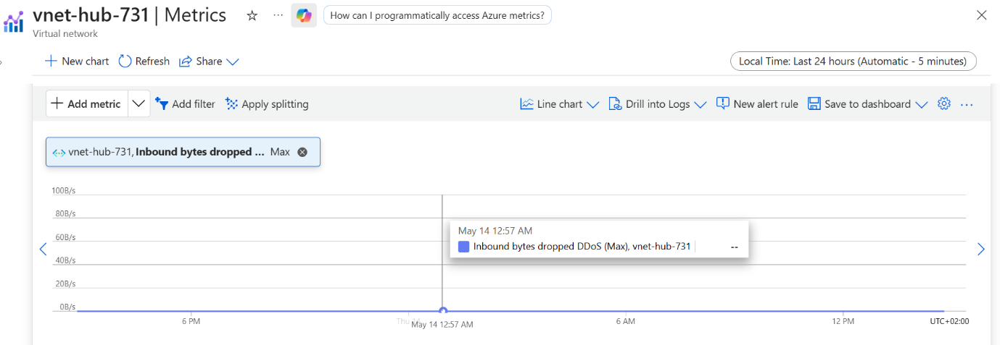 vnet-hub-731 | Metrics ☆ ··· How can I programmatically access Azure metrics?
Virtual network
New chart Refresh Share Local Time: Last 24 hours (Automatic - 5 minutes)
Add metric Add filter Apply splitting Line chart Drill into Logs New alert rule Save to dashboard ...
vnet-hub-731, Inbound bytes dropped ... Max
100B/s
80B/s
May 14 12:57 AM
60B/s
Inbound bytes dropped DDoS (Max), vnet-hub-731 --
40B/s
20B/s
0B/s
6 PM Thu 14 6 AM 12 PM UTC+02:00
May 14 12:57 AM